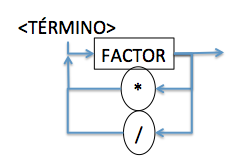 <TÉRMINO>
FACTOR
*
/